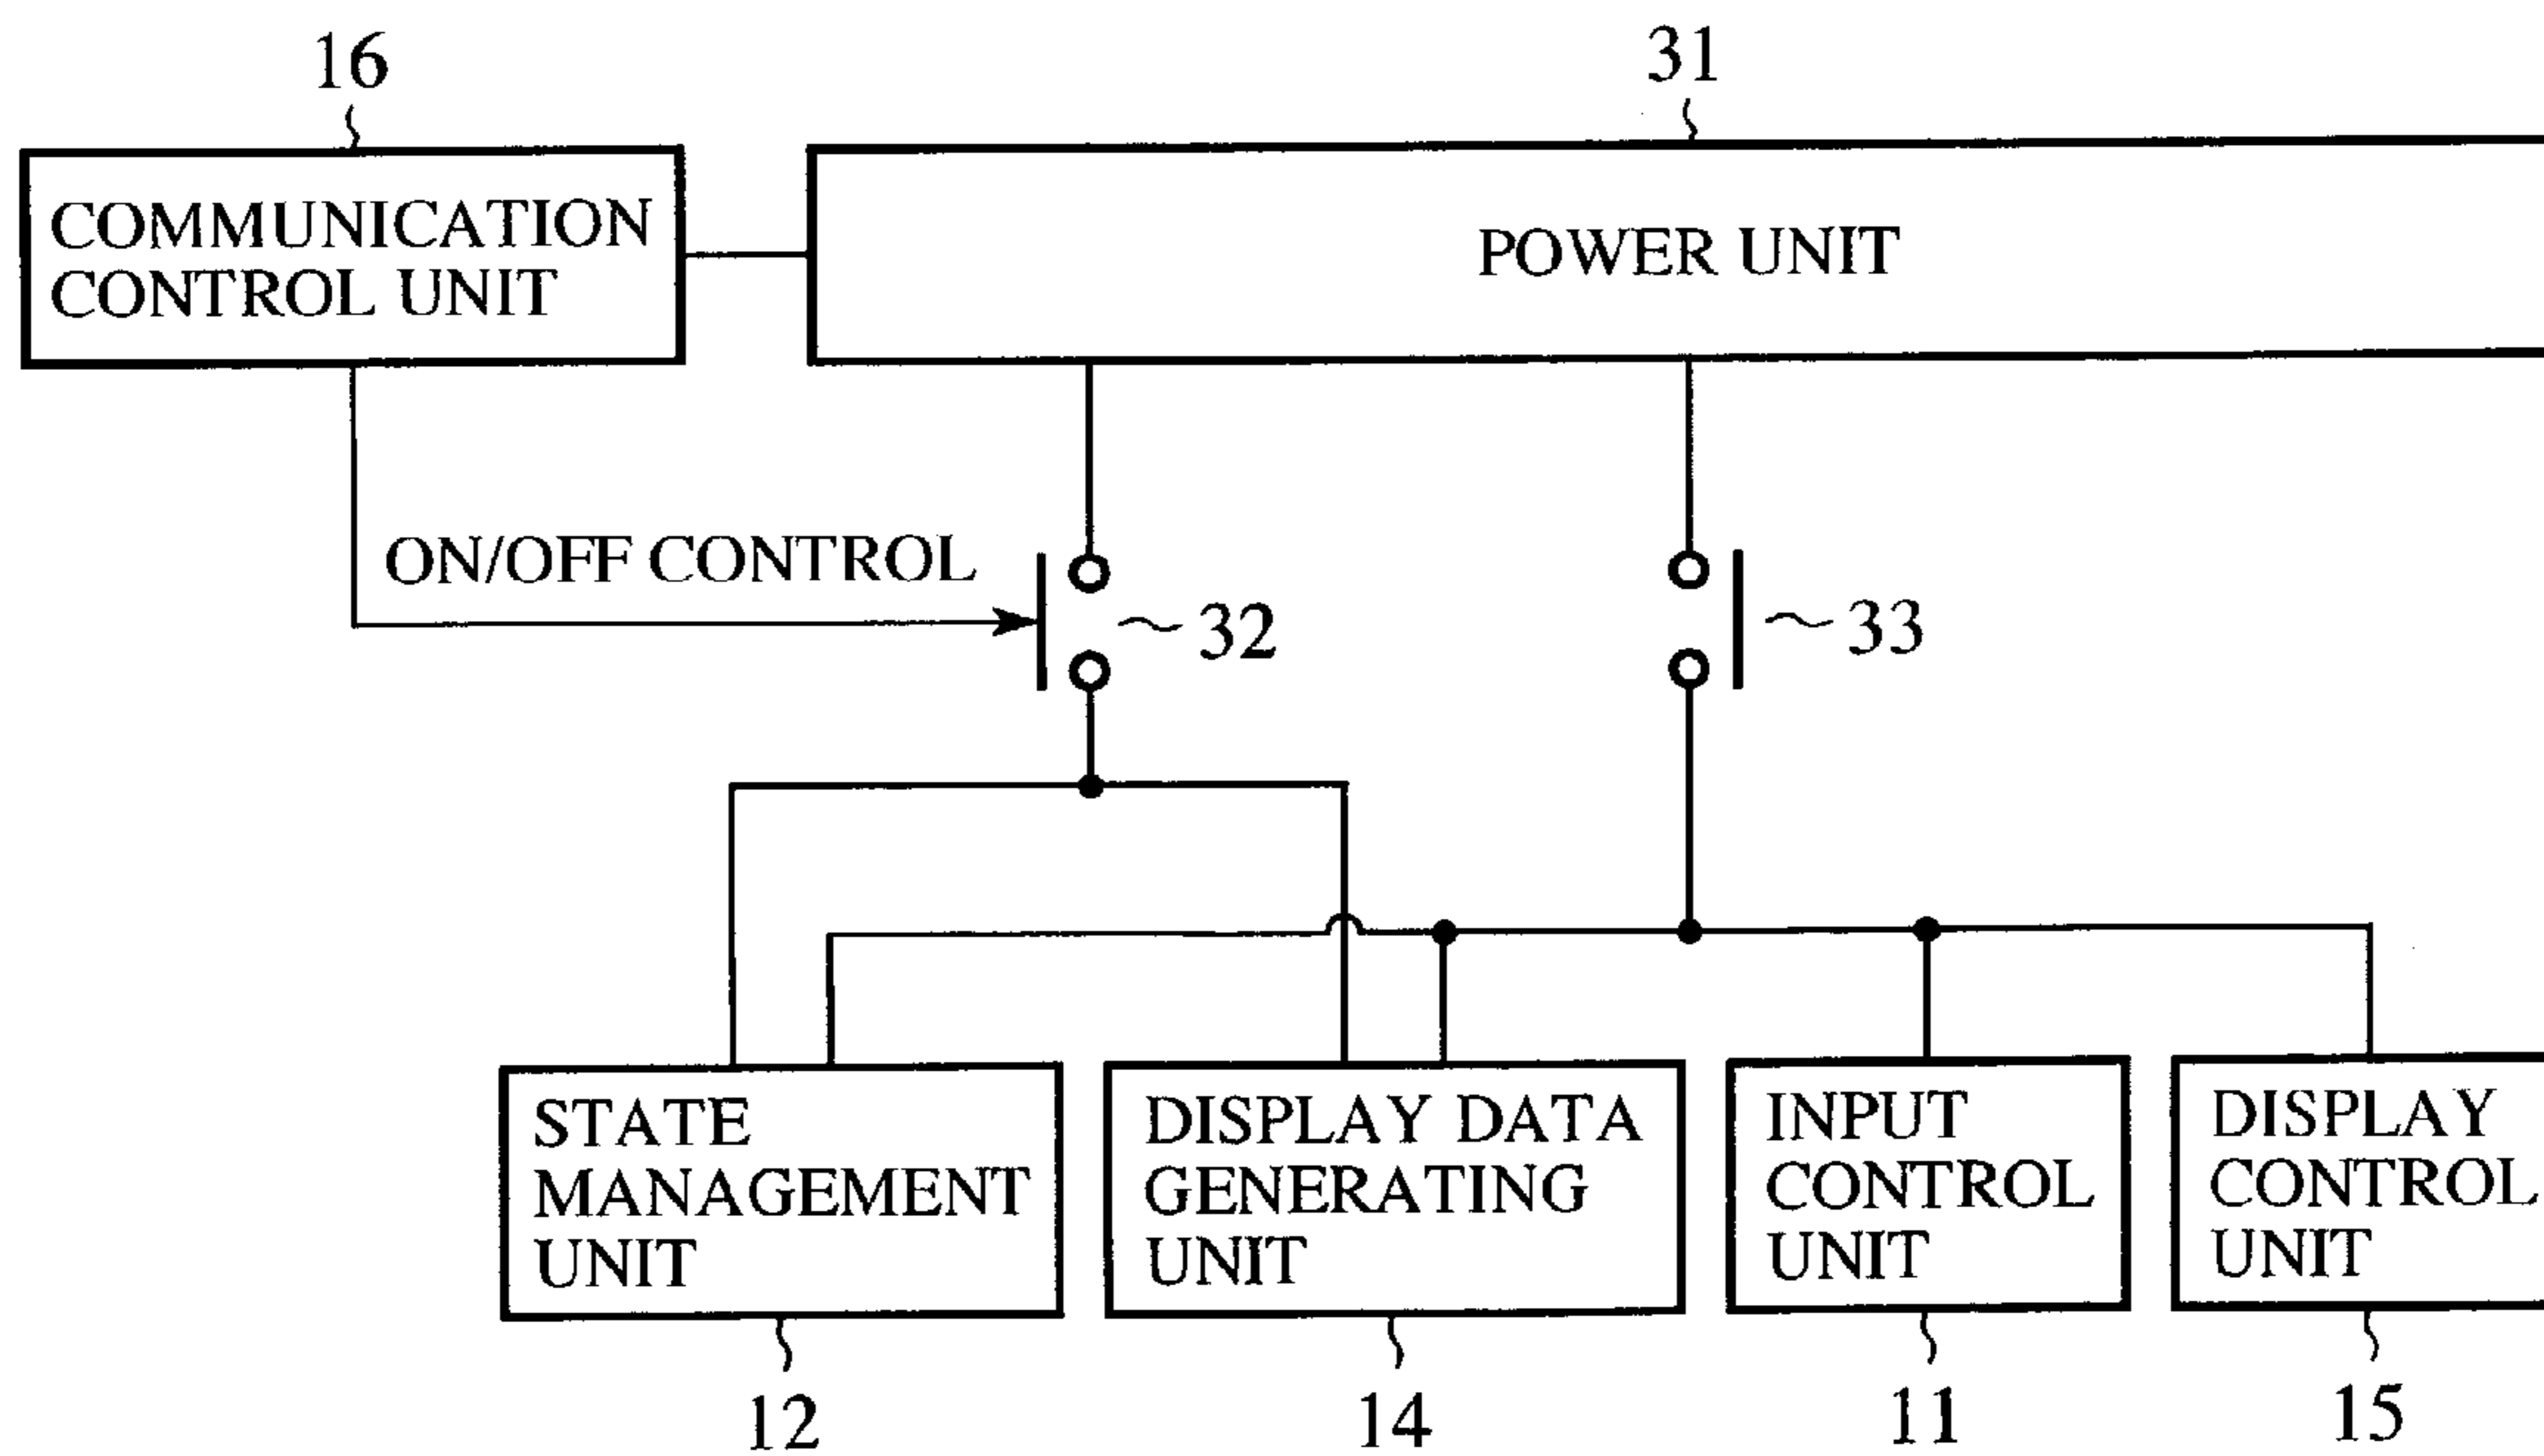 16
31
COMMUNICATION
CONTROL UNIT
POWER UNIT
ON/OFF CONTROL
32
33
STATE
MANAGEMENT
UNIT
DISPLAY DATA
GENERATING
UNIT
INPUT
CONTROL
UNIT
DISPLAY
CONTROL
UNIT
12
14
11
15